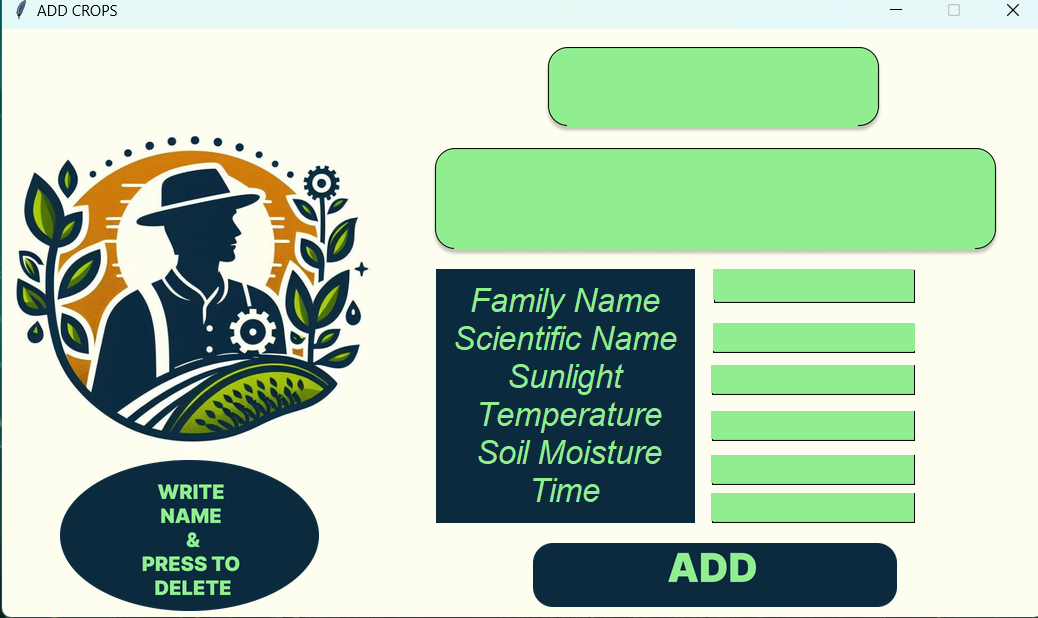 ADD CROPS
Family Name
Scientific Name
Sunlight
Temperature
Soil Moisture
Time
WRITE
NAME
&
PRESS TO
DELETE
ADD